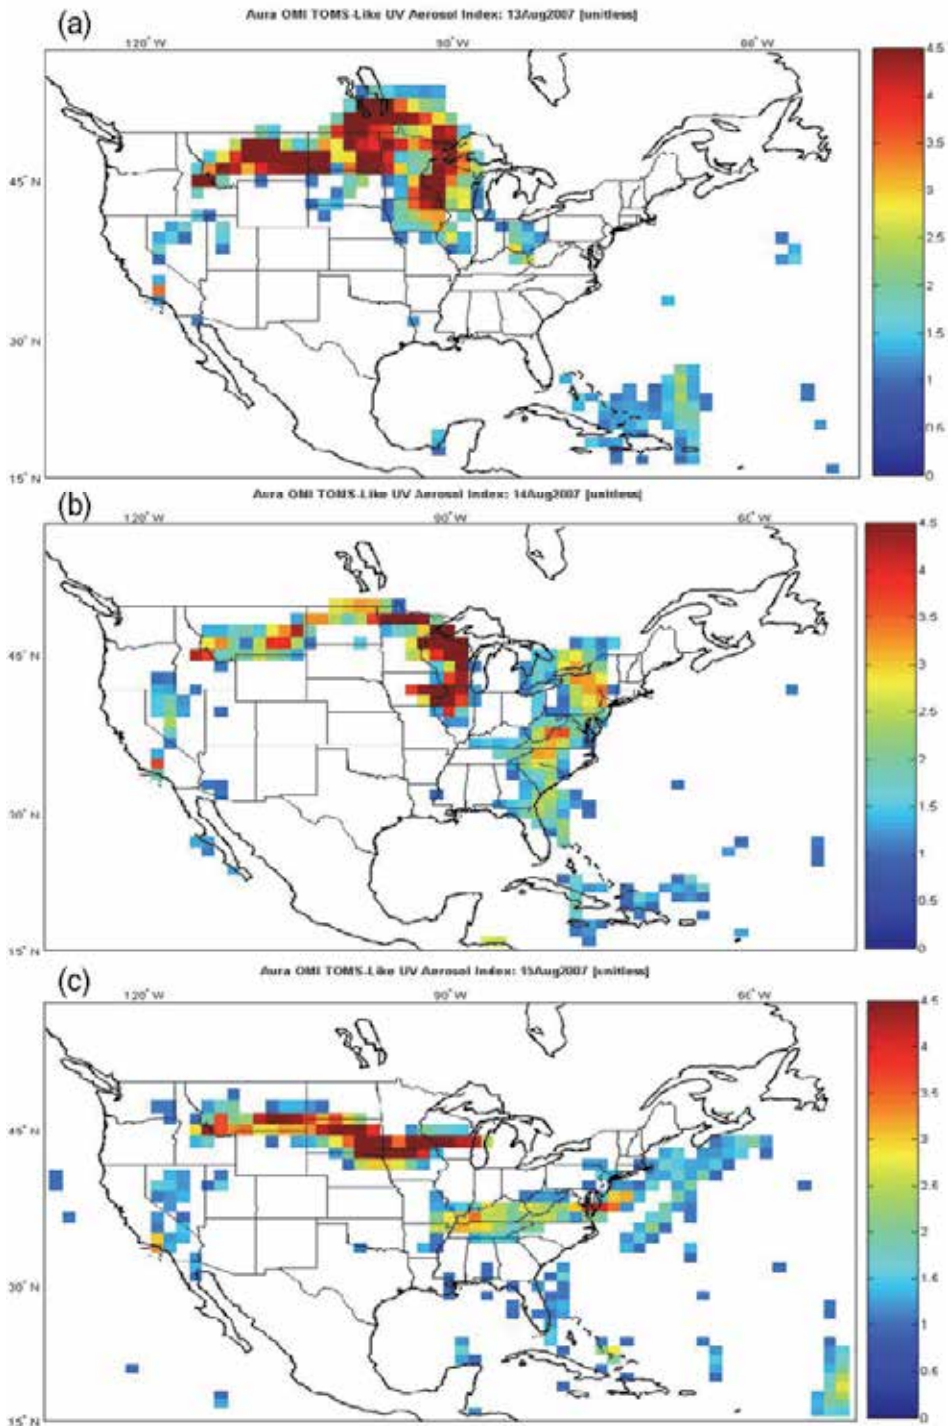 (a)
Aura OMI TOMS-Like UV Aerosol Index: 13Aug2007 [unitless]
120° W 90° W 60° W
45° N
30° N
15° N
4.5
4
3.5
3
2.5
2
1.5
1
0.5
0
(b)
Aura OMI TOMS-Like UV Aerosol Index: 14Aug2007 [unitless]
120° W 90° W 60° W
45° N
30° N
15° N
4.5
4
3.5
3
2.5
2
1.5
1
0.5
0
(c)
Aura OMI TOMS-Like UV Aerosol Index: 15Aug2007 [unitless]
120° W 90° W 60° W
45° N
30° N
15° N
4.5
4
3.5
3
2.5
2
1.5
1
0.5
0